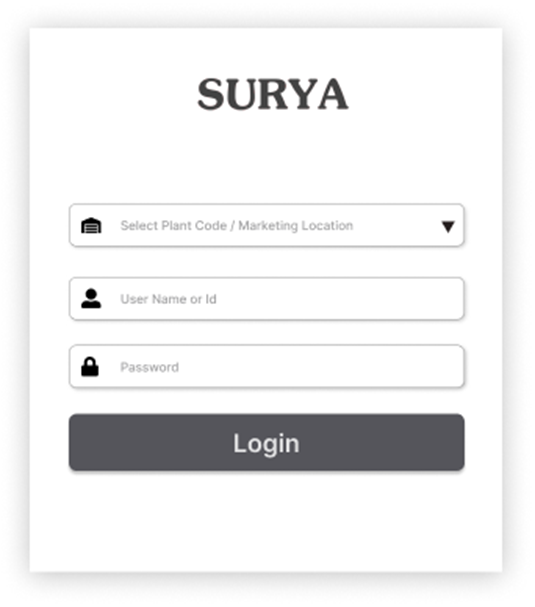 SURYA
Select Plant Code / Marketing Location
User Name or Id
Password
Login